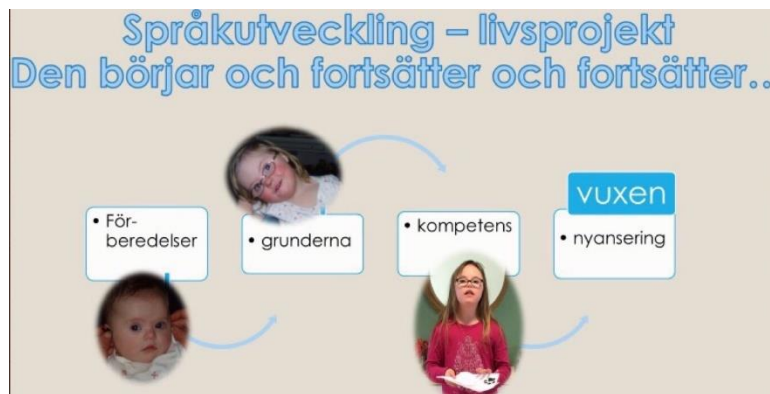 Språkutveckling – livsprojekt
Den börjar och fortsätter och fortsätter..
• För-
beredelser
• grunderna
• kompetens
vuxen
• nyansering